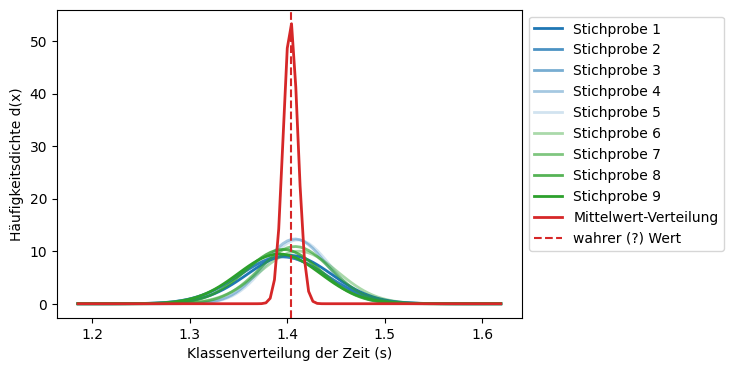 Häufigkeitsdichte d(x)
50
40
30
20
10
0
1.2
1.3
1.4
1.5
1.6
Klassenverteilung der Zeit (s)
Stichprobe 1
Stichprobe 2
Stichprobe 3
Stichprobe 4
Stichprobe 5
Stichprobe 6
Stichprobe 7
Stichprobe 8
Stichprobe 9
Mittelwert-Verteilung
wahrer (?) Wert